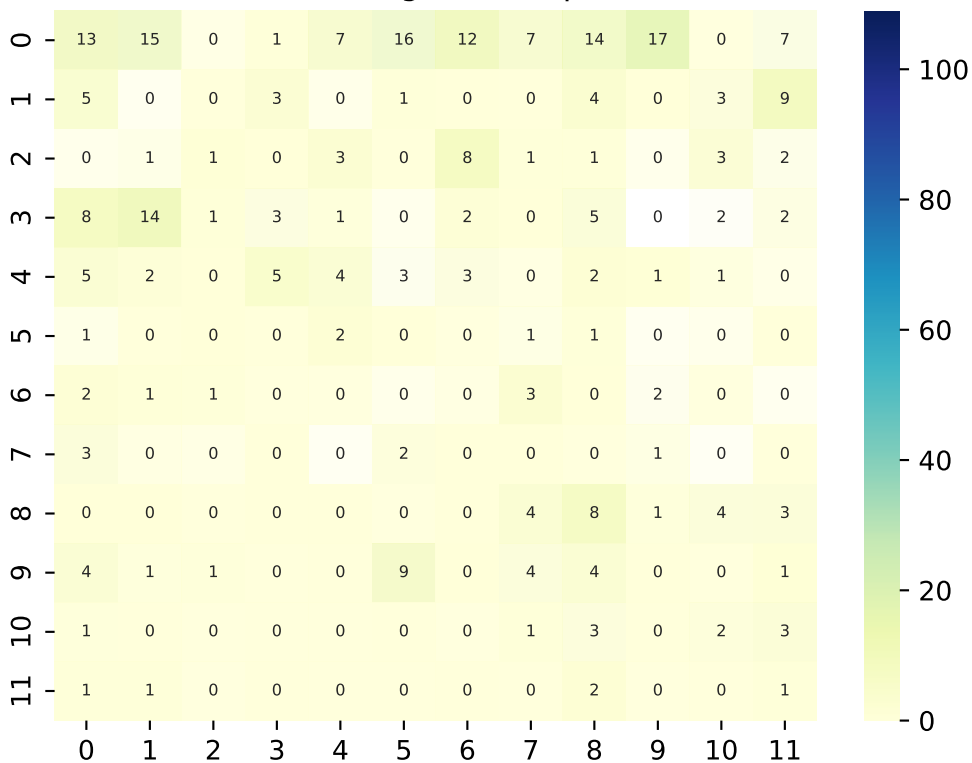 0 13 15 0 1 7 16 12 7 14 17 0 7
1 5 0 0 3 0 1 0 0 4 0 3 9
2 0 1 1 0 3 0 8 1 1 0 3 2
3 8 14 1 3 1 0 2 0 5 0 2 2
4 5 2 0 5 4 3 3 0 2 1 1 0
5 1 0 0 0 2 0 0 1 1 0 0 0
6 2 1 1 0 0 0 0 3 0 2 0 0
7 3 0 0 0 0 2 0 0 0 1 0 0
8 0 0 0 0 0 0 0 4 8 1 4 3
9 4 1 1 0 0 9 0 4 4 0 0 1
10 1 0 0 0 0 0 0 1 3 0 2 3
11 1 1 0 0 0 0 0 0 2 0 0 1
0 1 2 3 4 5 6 7 8 9 10 11
100
80
60
40
20
0